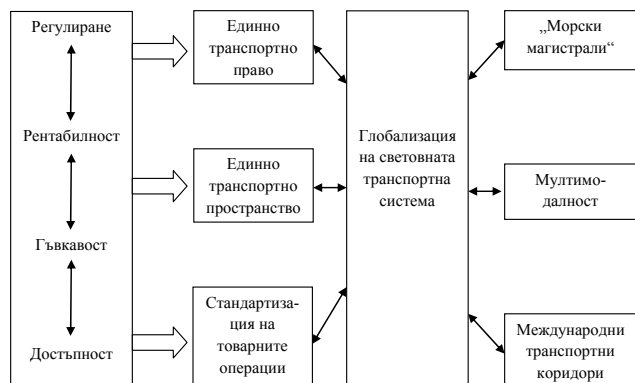 Регулиране
Рентабилност
Гъвкавост
Достъпност
Единно
транспортно
право
Единно
транспортно
пространство
Стандартиза-
ция на
товарните
операции
Глобализация
на световната
транспортна
система
„Морски
магистрали“
Мултимо-
далност
Международни
транспортни
коридори